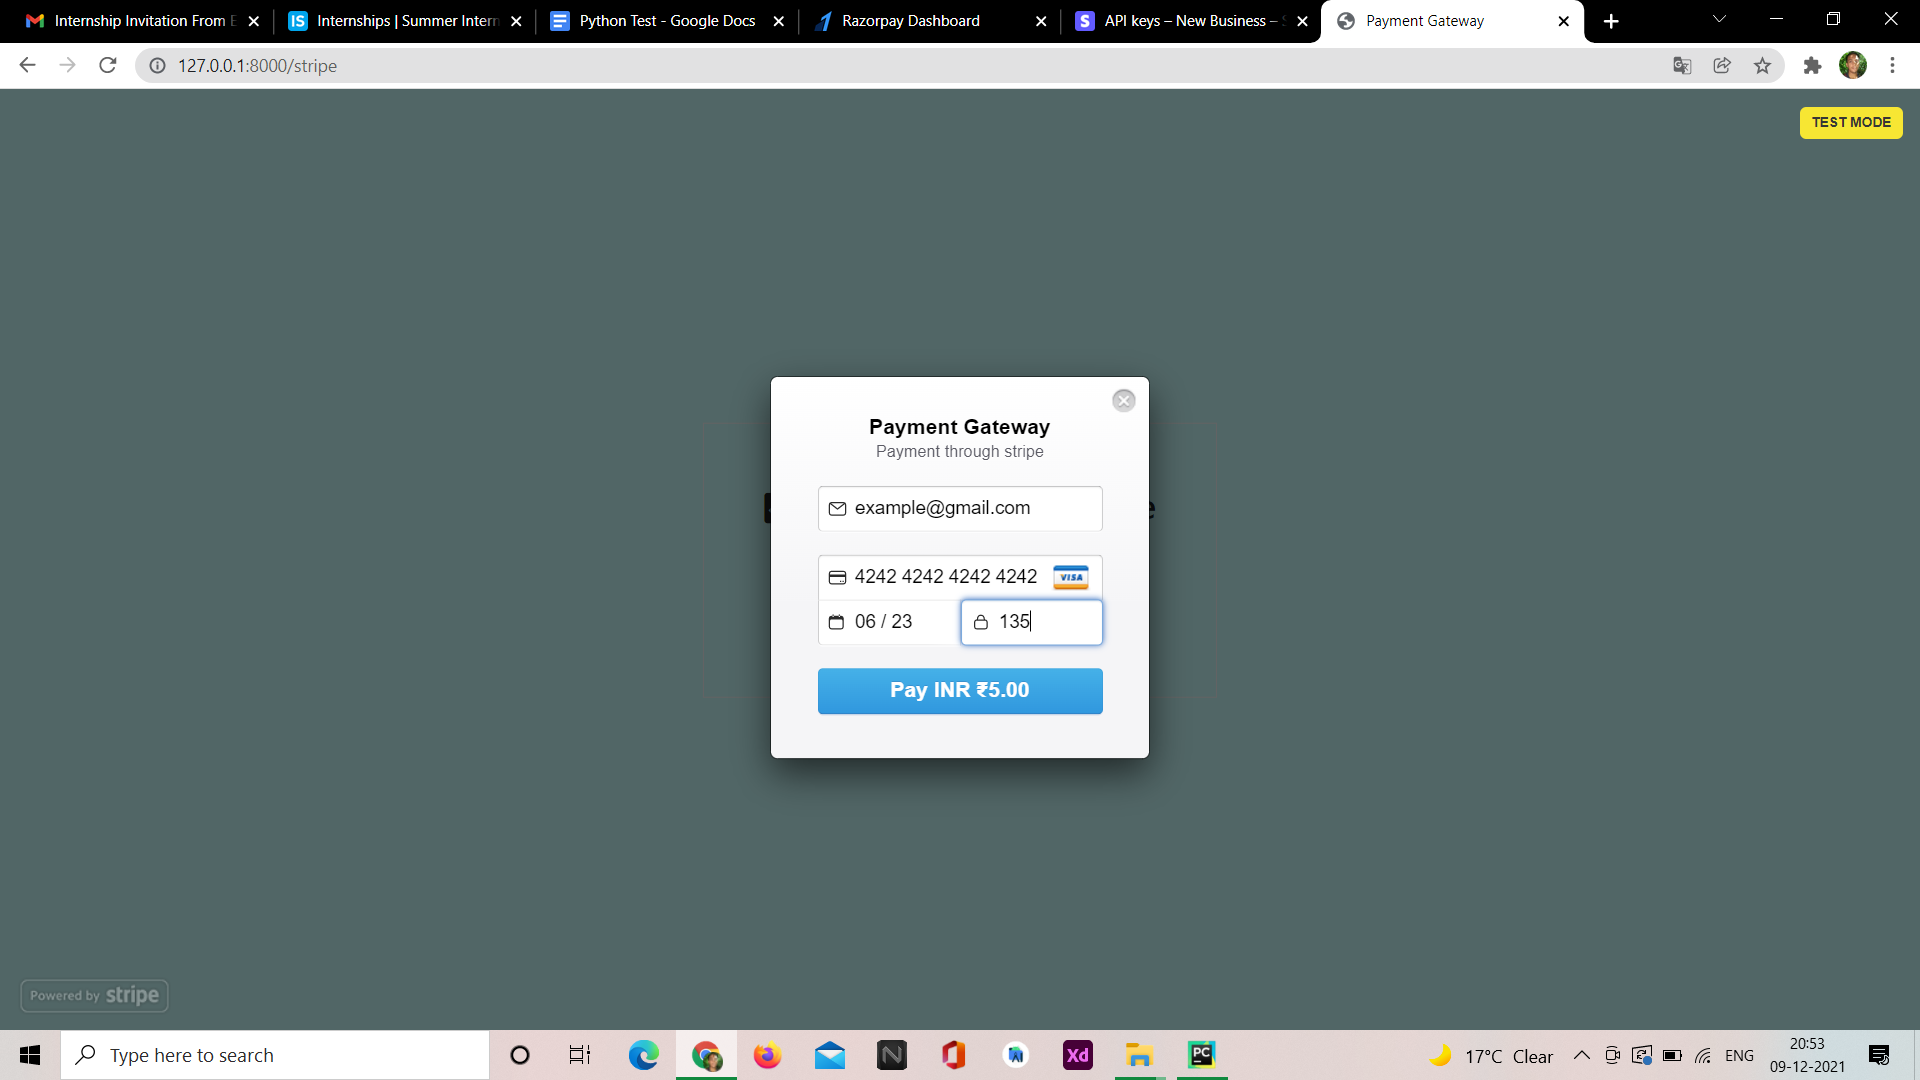 Internship Invitation From E
Internships | Summer Intern
Python Test - Google Docs
Razorpay Dashboard
API keys – New Business –
Payment Gateway
127.0.0.1:8000/stripe
TEST MODE
Payment Gateway
Payment through stripe
example@gmail.com
4242 4242 4242 4242 VISA
06 / 23
135
Pay INR ₹5.00
Powered by stripe
Type here to search
17°C Clear
ENG
20:53
09-12-2021